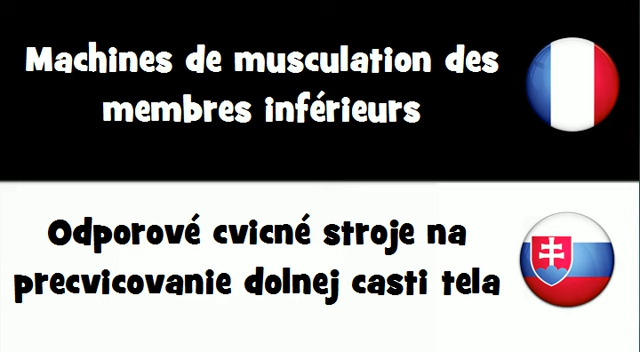 Machines de musculation des
membres inférieurs
Odporové cvicné stroje na
precvicovanie dolnej casti tela